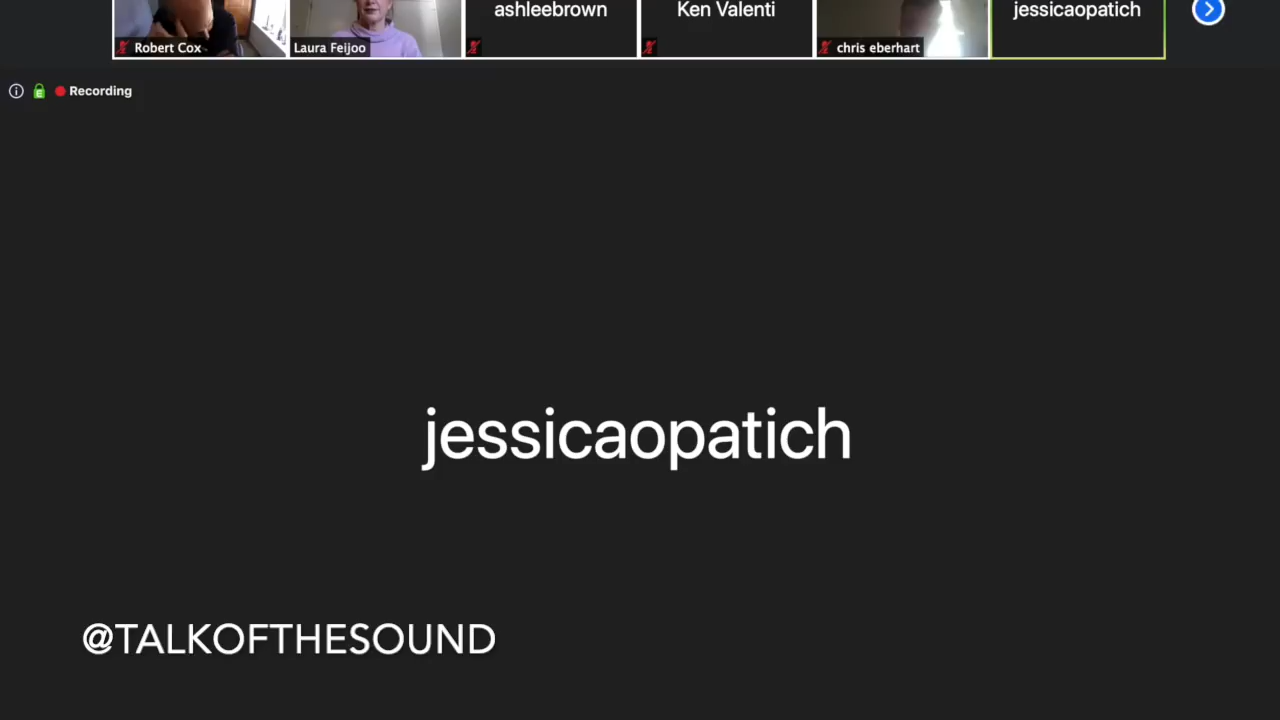 ashleebrown
Ken Valenti
jessicaopatich
Robert Cox
Laura Feijoo
chris eberhart
Recording
jessicaopatich
@TALKOFTHESOUND